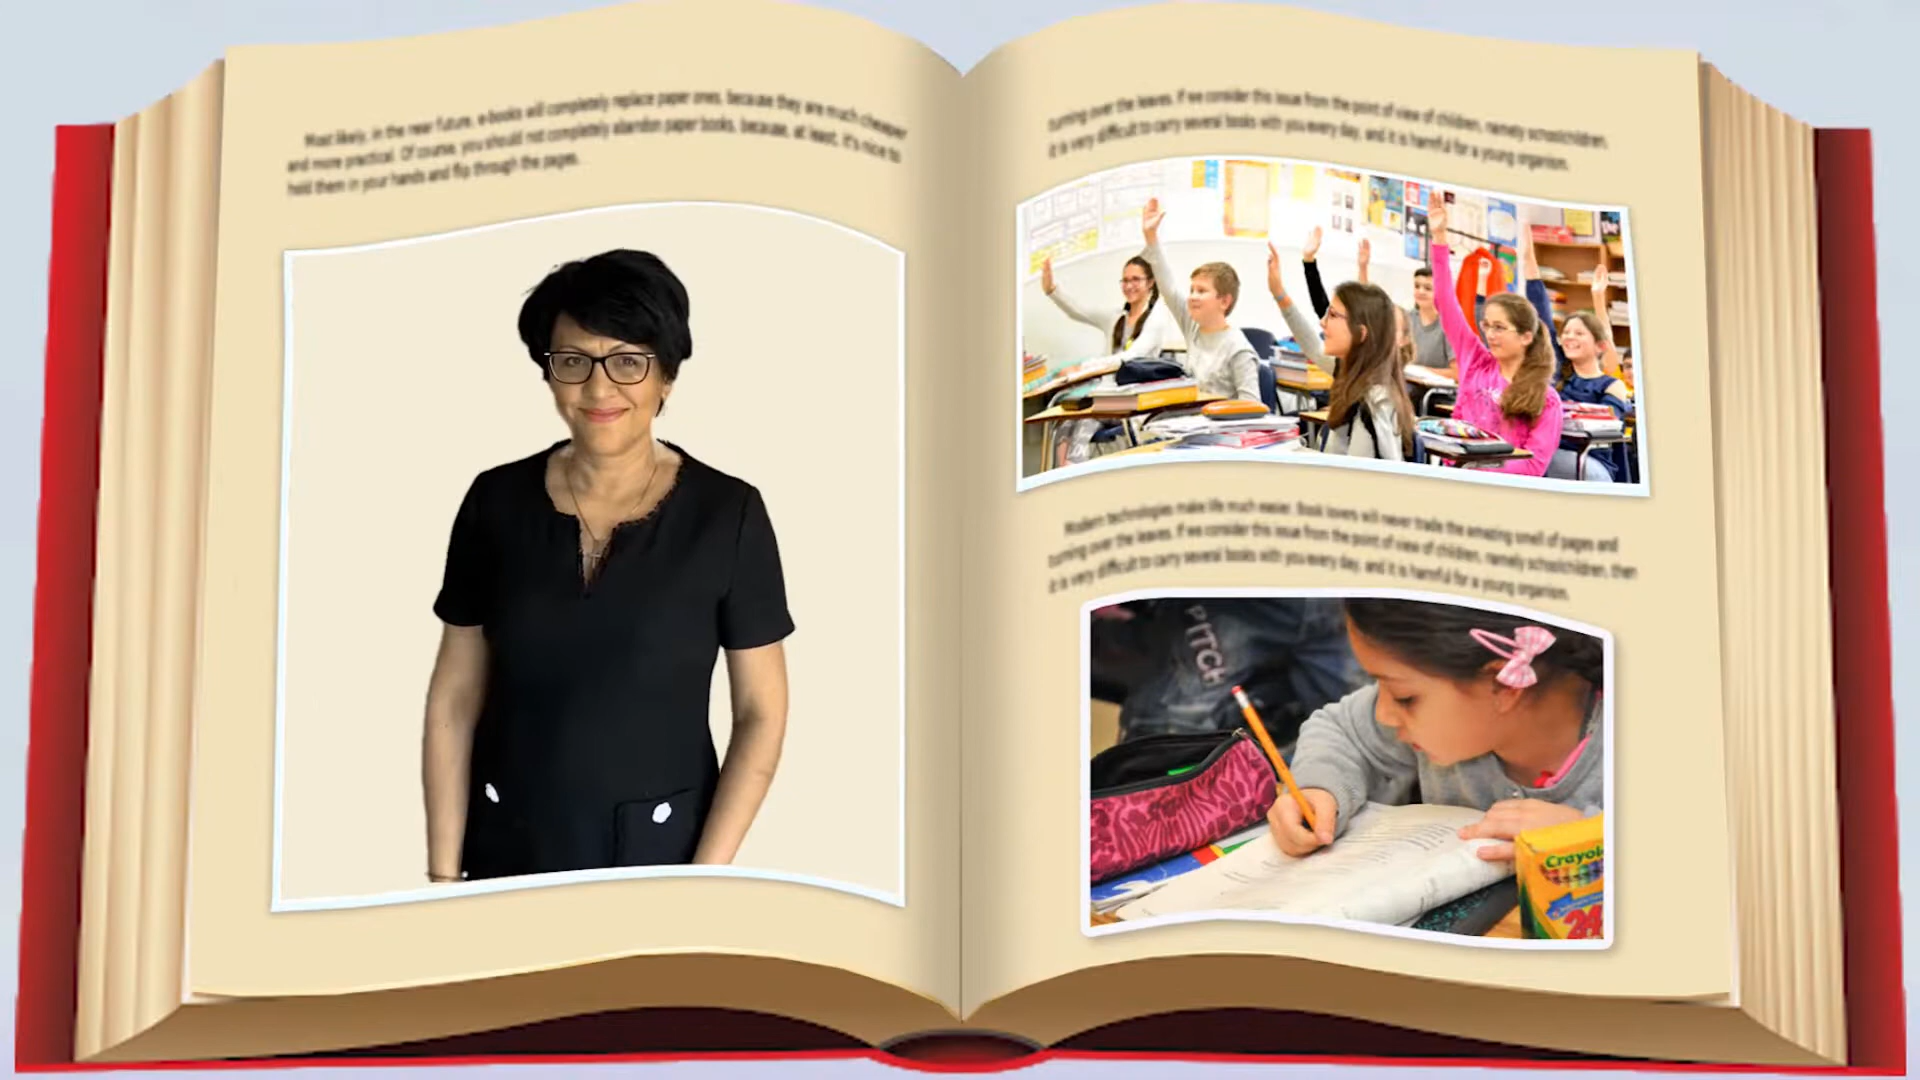 Most likely, in the near future, e-books will completely replace paper ones, because they are much cheaper
and more practical. Of course, you should not completely abandon paper books, because, at least, it's nice to
hold them in your hands and flip through the pages.
turning over the leaves. If we consider this issue from the point of view of children, namely schoolchildren,
it is very difficult to carry several books with you every day, and it is harmful for a young organism.
Modern technologies make life much easier. Book lovers will never trade the amazing smell of pages and
turning over the leaves. If we consider this issue from the point of view of children, namely schoolchildren, then
it is very difficult to carry several books with you every day, and it is harmful for a young organism.
PITCH
Crayol
24